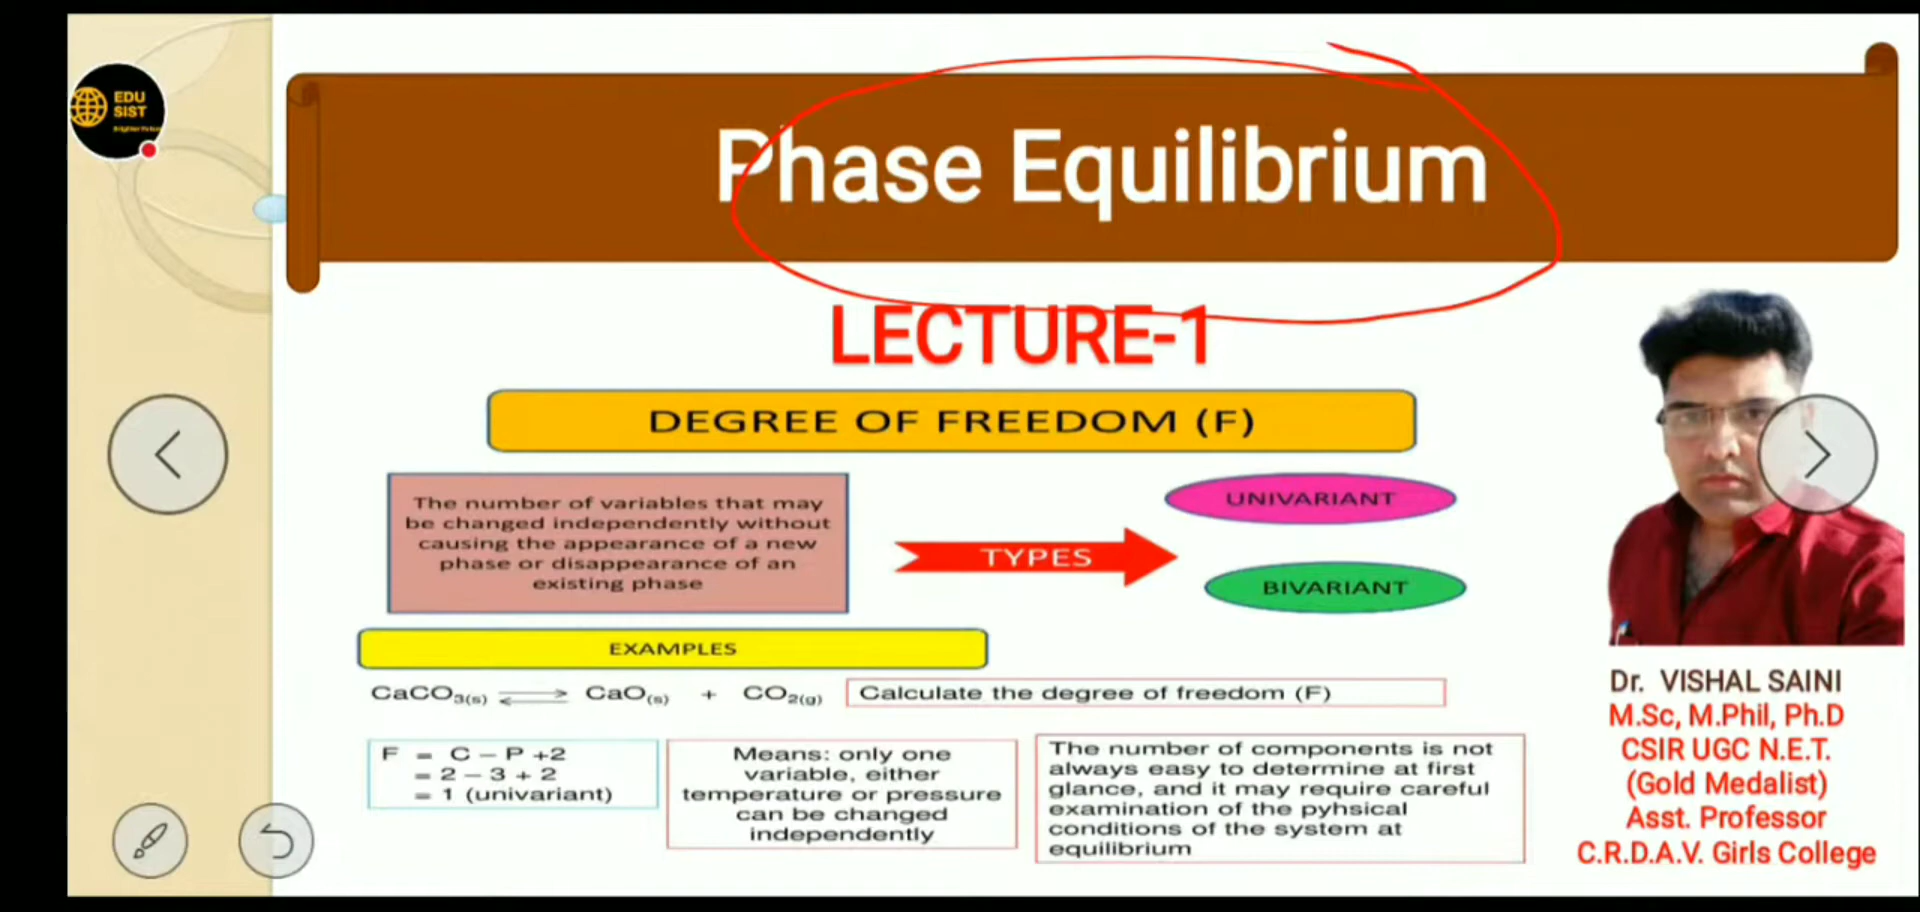 EDU
SIST
Phase Equilibrium
LECTURE-1
DEGREE OF FREEDOM (F)
The number of variables that may
be changed independently without
causing the appearance of a new
phase or disappearance of an
existing phase
TYPES
UNIVARIANT
BIVARIANT
EXAMPLES
CaCO3(s) ⇌ CaO(s) + CO2(g)
Calculate the degree of freedom (F)
F = C – P +2
= 2 – 3 + 2
= 1 (univariant)
Means: only one
variable, either
temperature or pressure
can be changed
independently
The number of components is not
always easy to determine at first
glance, and it may require careful
examination of the pyhsical
conditions of the system at
equilibrium
Dr. VISHAL SAINI
M.Sc, M.Phil, Ph.D
CSIR UGC N.E.T.
(Gold Medalist)
Asst. Professor
C.R.D.A.V. Girls College